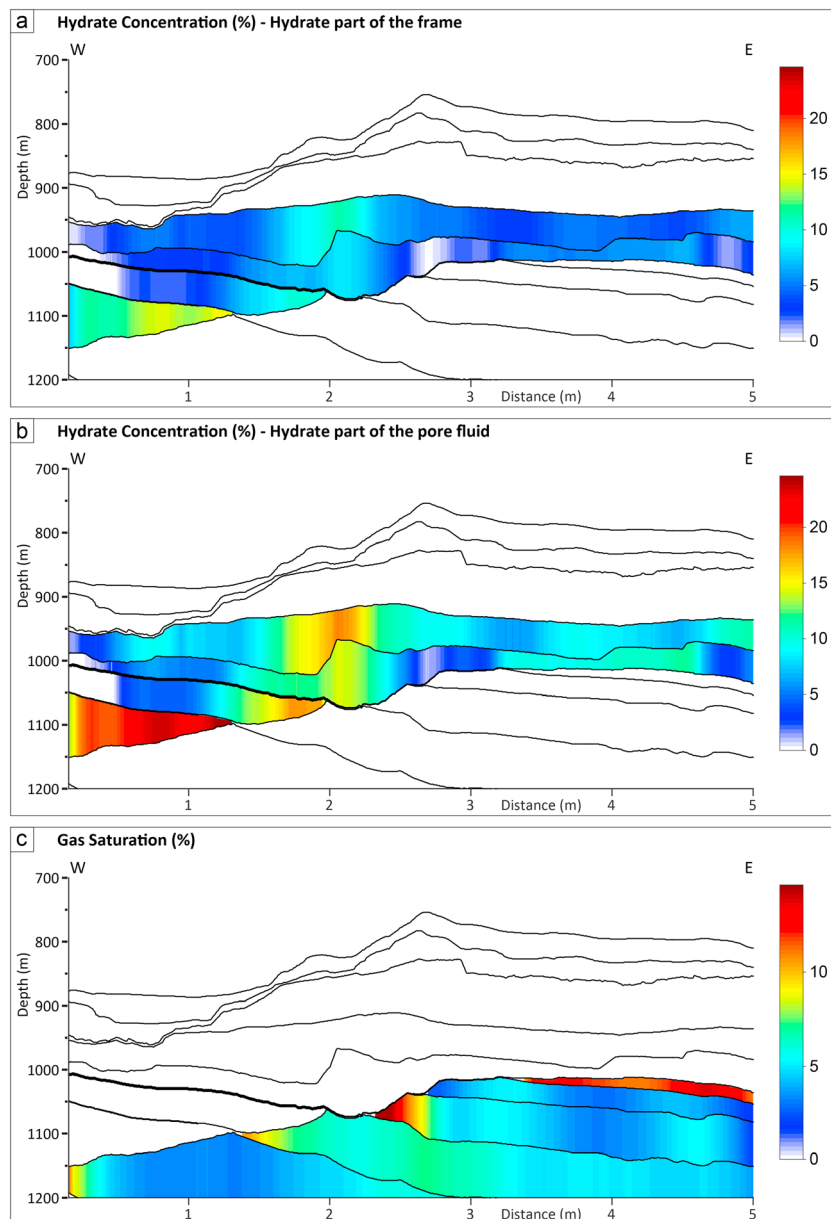 a Hydrate Concentration (%) - Hydrate part of the frame
W E
700
800
900
1000
1100
1200
Depth (m)
1 2 3 Distance (m) 4 5
20
15
10
5
0
b Hydrate Concentration (%) - Hydrate part of the pore fluid
W E
700
800
900
1000
1100
1200
Depth (m)
1 2 3 Distance (m) 4 5
20
15
10
5
0
c Gas Saturation (%)
W E
700
800
900
1000
1100
1200
Depth (m)
1 2 3 Distance (m) 4 5
10
5
0